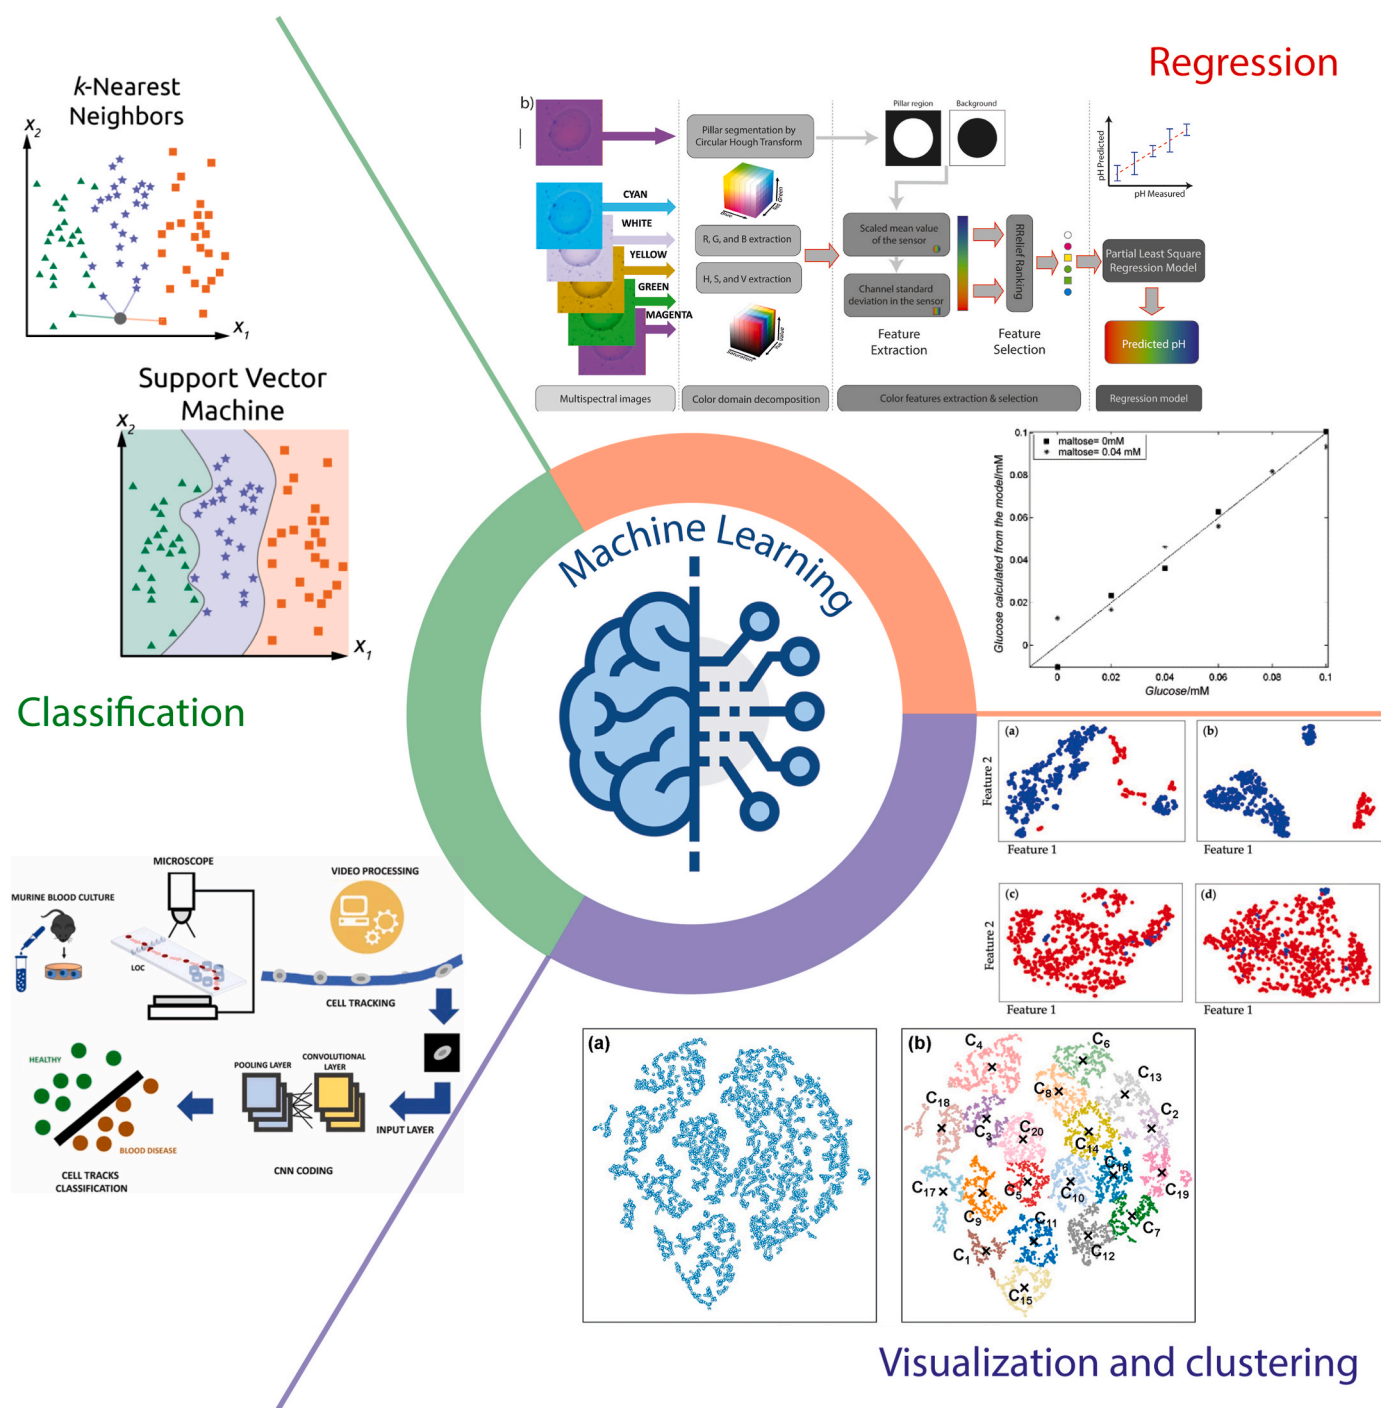 k-Nearest
Neighbors
x2
x1
Support Vector
Machine
x2
x1
Classification
Regression
b)
Pillar segmentation by
Circular Hough Transform
Pillar region
Background
CYAN
WHITE
YELLOW
GREEN
MAGENTA
Blue
Green
R, G, and B extraction
H, S, and V extraction
Saturation
Value
Scaled mean value
of the sensor
Channel standard
deviation in the sensor
Feature
Extraction
RRelief Ranking
Feature
Selection
pH Predicted
pH Measured
Partial Least Square
Regression Model
Predicted pH
Multispectral images
Color domain decomposition
Color features extraction & selection
Regression model
maltose= 0mM
maltose= 0.04 mM
Glucose calculated from the model/mM
0.1
0.08
0.06
0.04
0.02
0
0
0.02
0.04
0.06
0.08
0.1
Glucose/mM
Machine Learning
(a)
Feature 2
Feature 1
(b)
Feature 1
(c)
Feature 2
Feature 1
(d)
Feature 1
MICROSCOPE
MURINE BLOOD CULTURE
LOC
VIDEO PROCESSING
CELL TRACKING
INPUT LAYER
CONVOLUTIONAL
LAYER
POOLING LAYER
CNN CODING
HEALTHY
BLOOD DISEASE
CELL TRACKS
CLASSIFICATION
(a)
(b)
C4
C6
C8
C13
C18
C3
C20
C14
C2
C16
C17
C9
C5
C10
C19
C11
C7
C1
C12
C15
Visualization and clustering